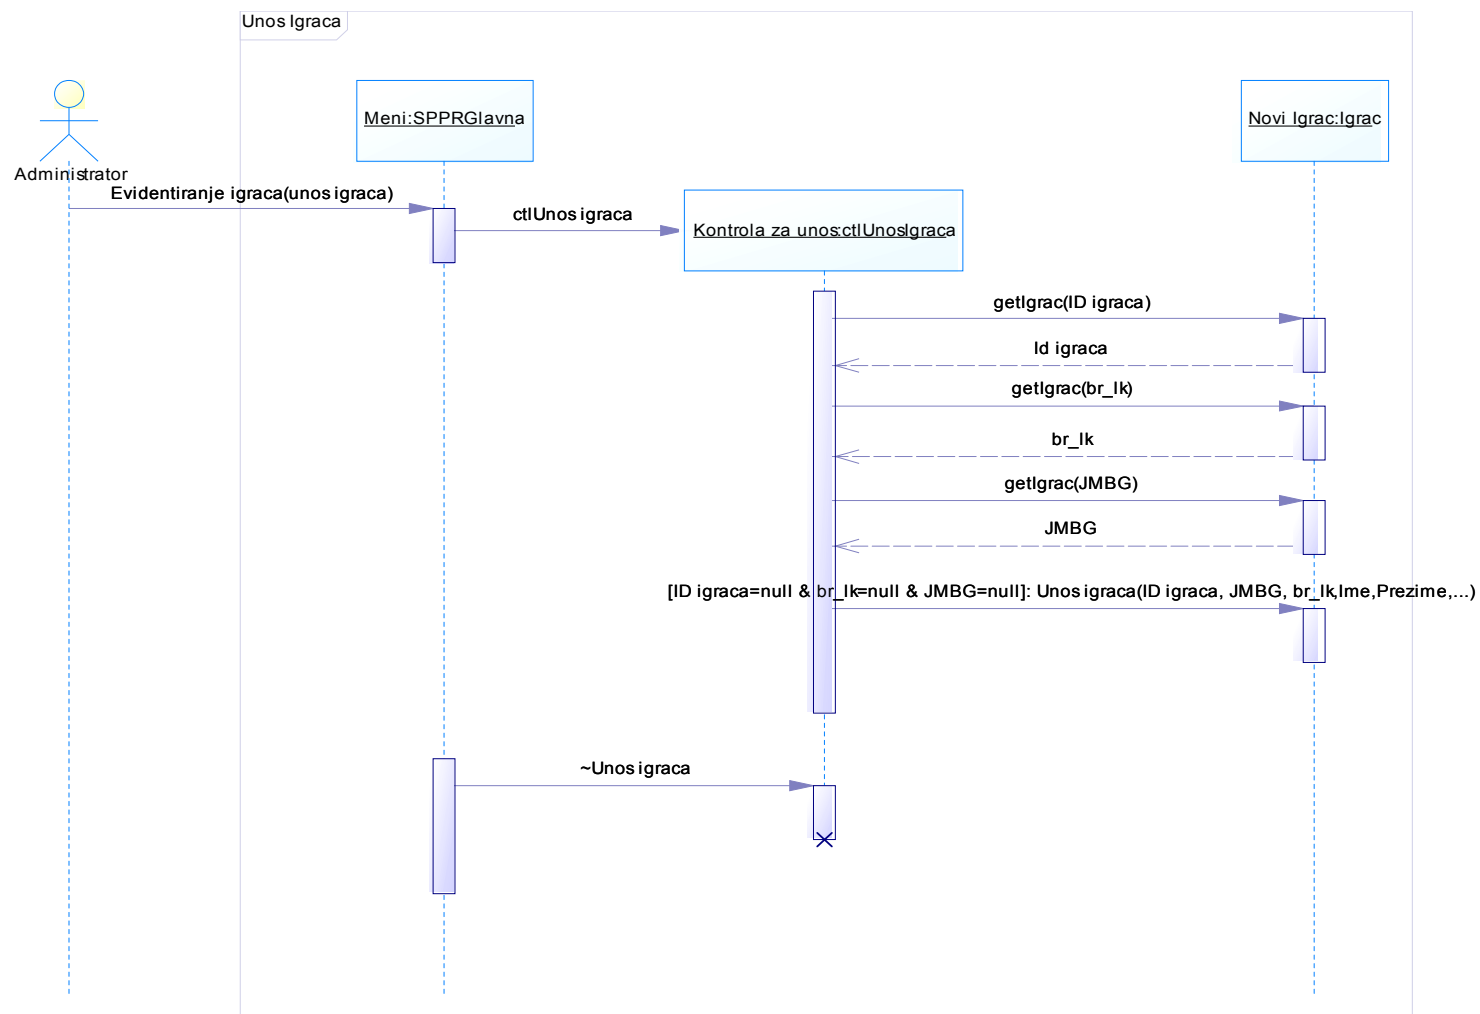 Unos Igraca
Meni:SPPRGlavna
Novi Igrac:Igrac
Administrator
Evidentiranje igraca(unos igraca)
ctlUnos igraca
Kontrola za unos:ctlUnosIgraca
getIgrac(ID igraca)
Id igraca
getIgrac(br_lk)
br_lk
getIgrac(JMBG)
JMBG
[ID igraca=null & br_lk=null & JMBG=null]: Unos igraca(ID igraca, JMBG, br_lk,Ime,Prezime,...)
~Unos igraca